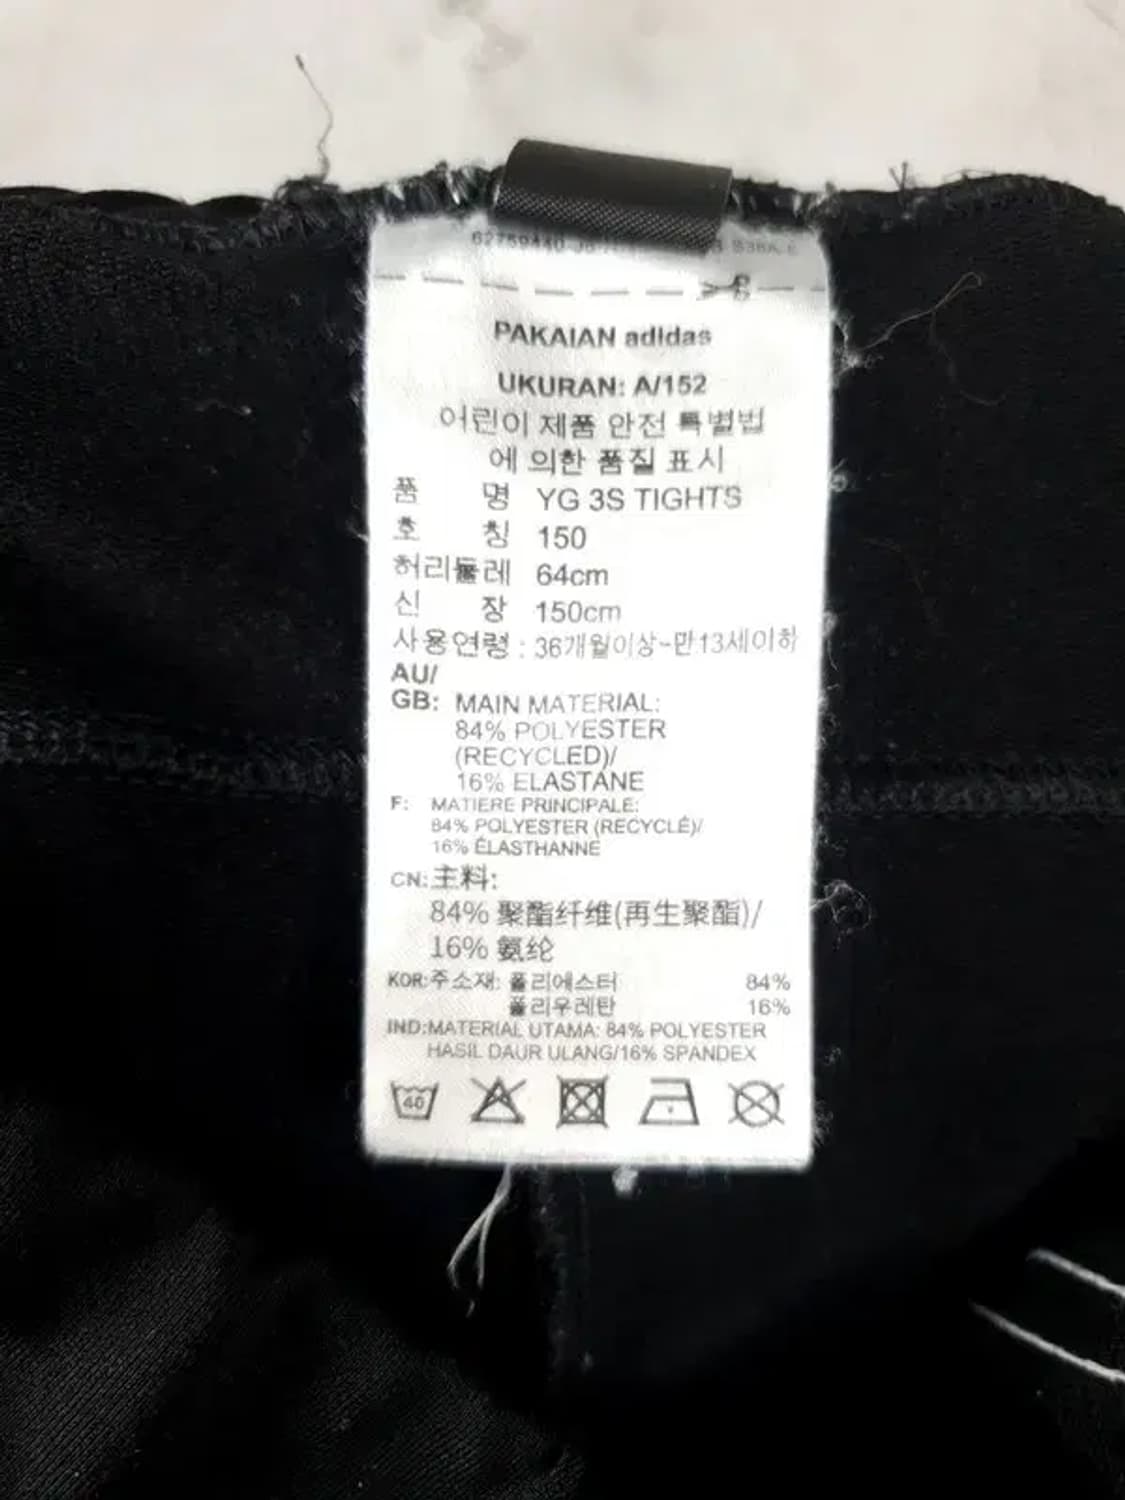 PAKAIAN adidas
UKURAN: A/152
어린이 제품 안전 특별법
에 의한 품질 표시
품 명 YG 3S TIGHTS
호 칭 150
허리둘레 64cm
신 장 150cm
사용연령 : 36개월이상~만13세이하
AU/
GB: MAIN MATERIAL:
84% POLYESTER
(RECYCLED)/
16% ELASTANE
F: MATIERE PRINCIPALE:
84% POLYESTER (RECYCLÉ)/
16% ÉLASTHANNE
CN:主料:
84% 聚酯纤维(再生聚酯)/
16% 氨纶
KOR:주소재: 폴리에스터 84%
폴리우레탄 16%
IND:MATERIAL UTAMA: 84% POLYESTER
HASIL DAUR ULANG/16% SPANDEX
40